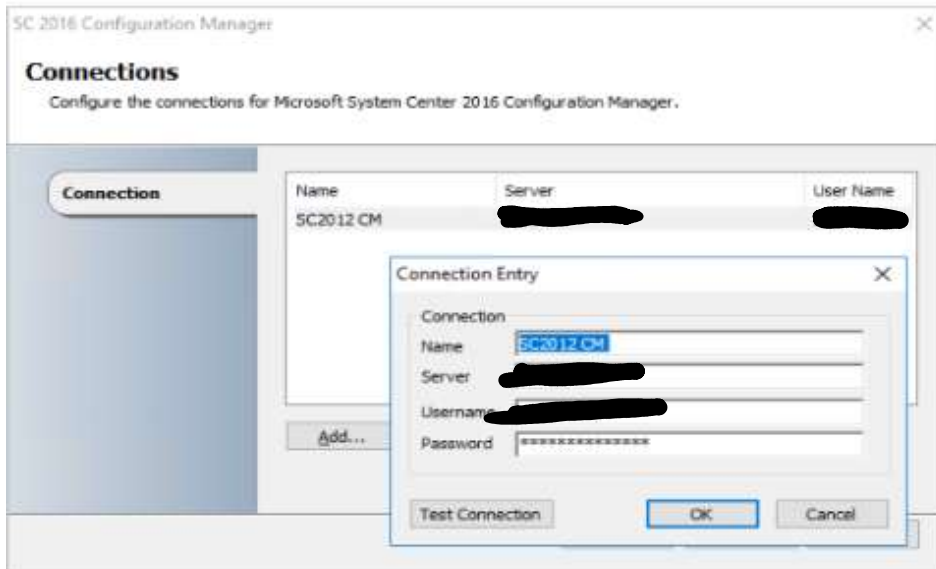 SC 2016 Configuration Manager
Connections
Configure the connections for Microsoft System Center 2016 Configuration Manager.
Connection
Name Server User Name
SC2012 CM
Connection Entry
Connection
Name SC2012 CM
Server
Username
Password **************
Add...
Test Connection OK Cancel